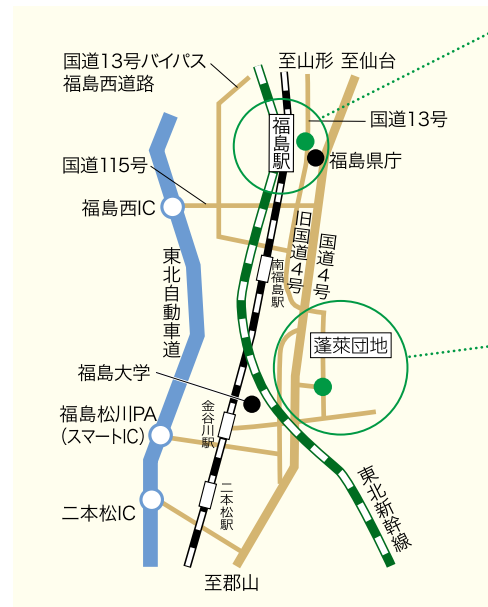 国道13号バイパス
福島西道路
至山形
至仙台
国道13号
福島駅
福島県庁
国道115号
福島西IC
旧国道4号
国道4号
東北自動車道
南福島駅
蓬萊団地
福島大学
金谷川駅
福島松川PA
（スマートIC）
二本松駅
二本松IC
東北新幹線
至郡山